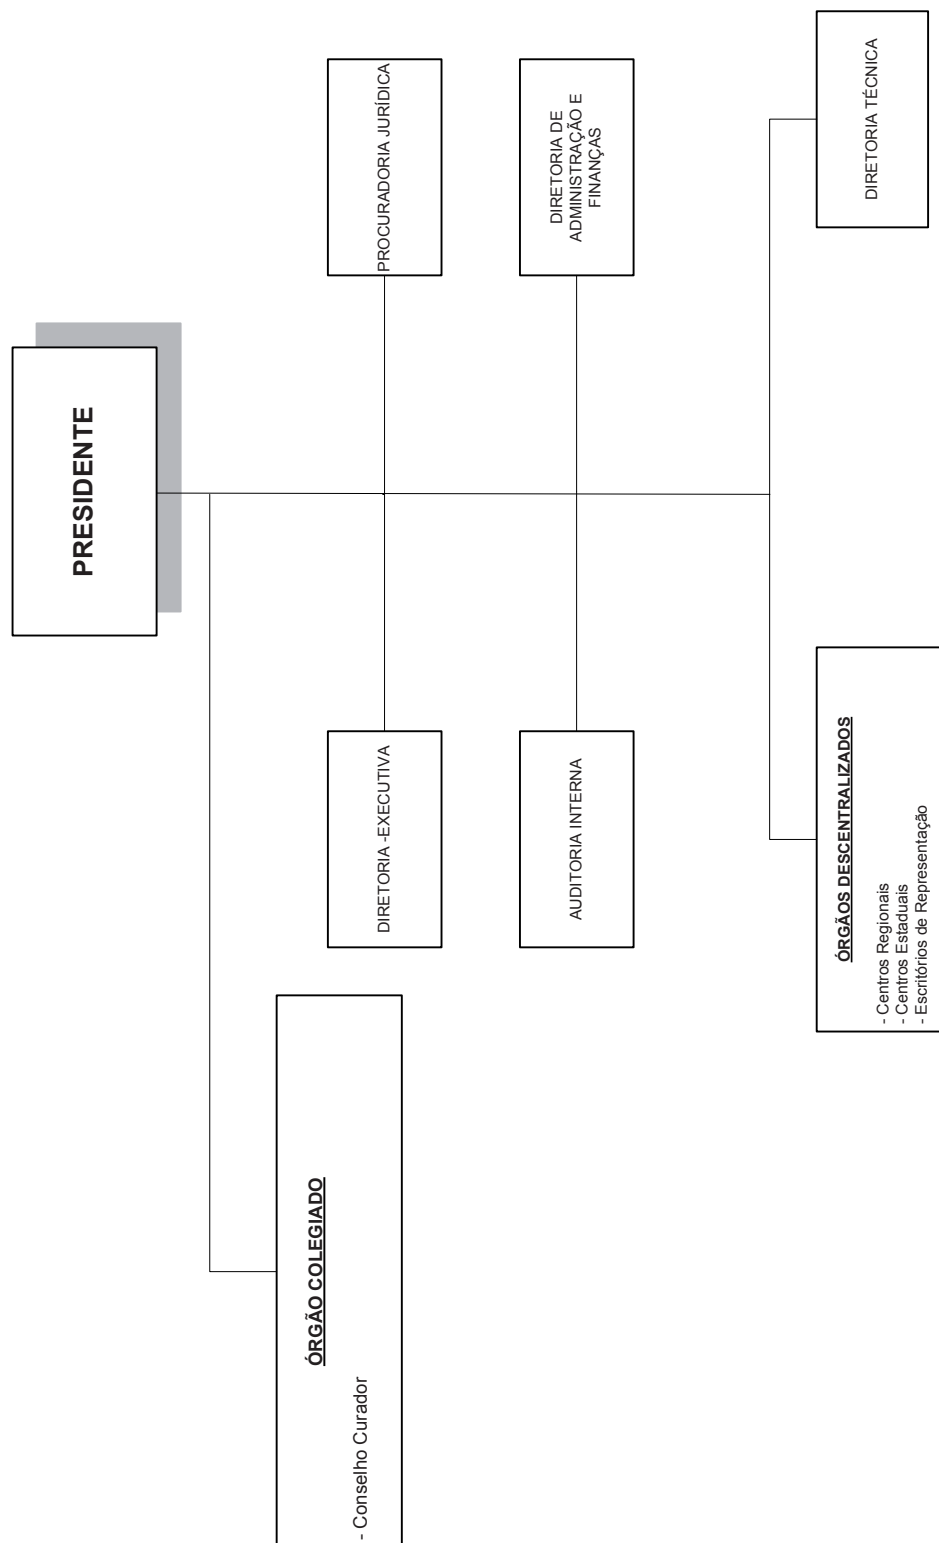 PRESIDENTE
ÓRGÃO COLEGIADO
- Conselho Curador
DIRETORIA -EXECUTIVA
PROCURADORIA JURÍDICA
AUDITORIA INTERNA
DIRETORIA DE
ADMINISTRAÇÃO E
FINANÇAS
ÓRGÃOS DESCENTRALIZADOS
- Centros Regionais
- Centros Estaduais
- Escritórios de Representação
DIRETORIA TÉCNICA